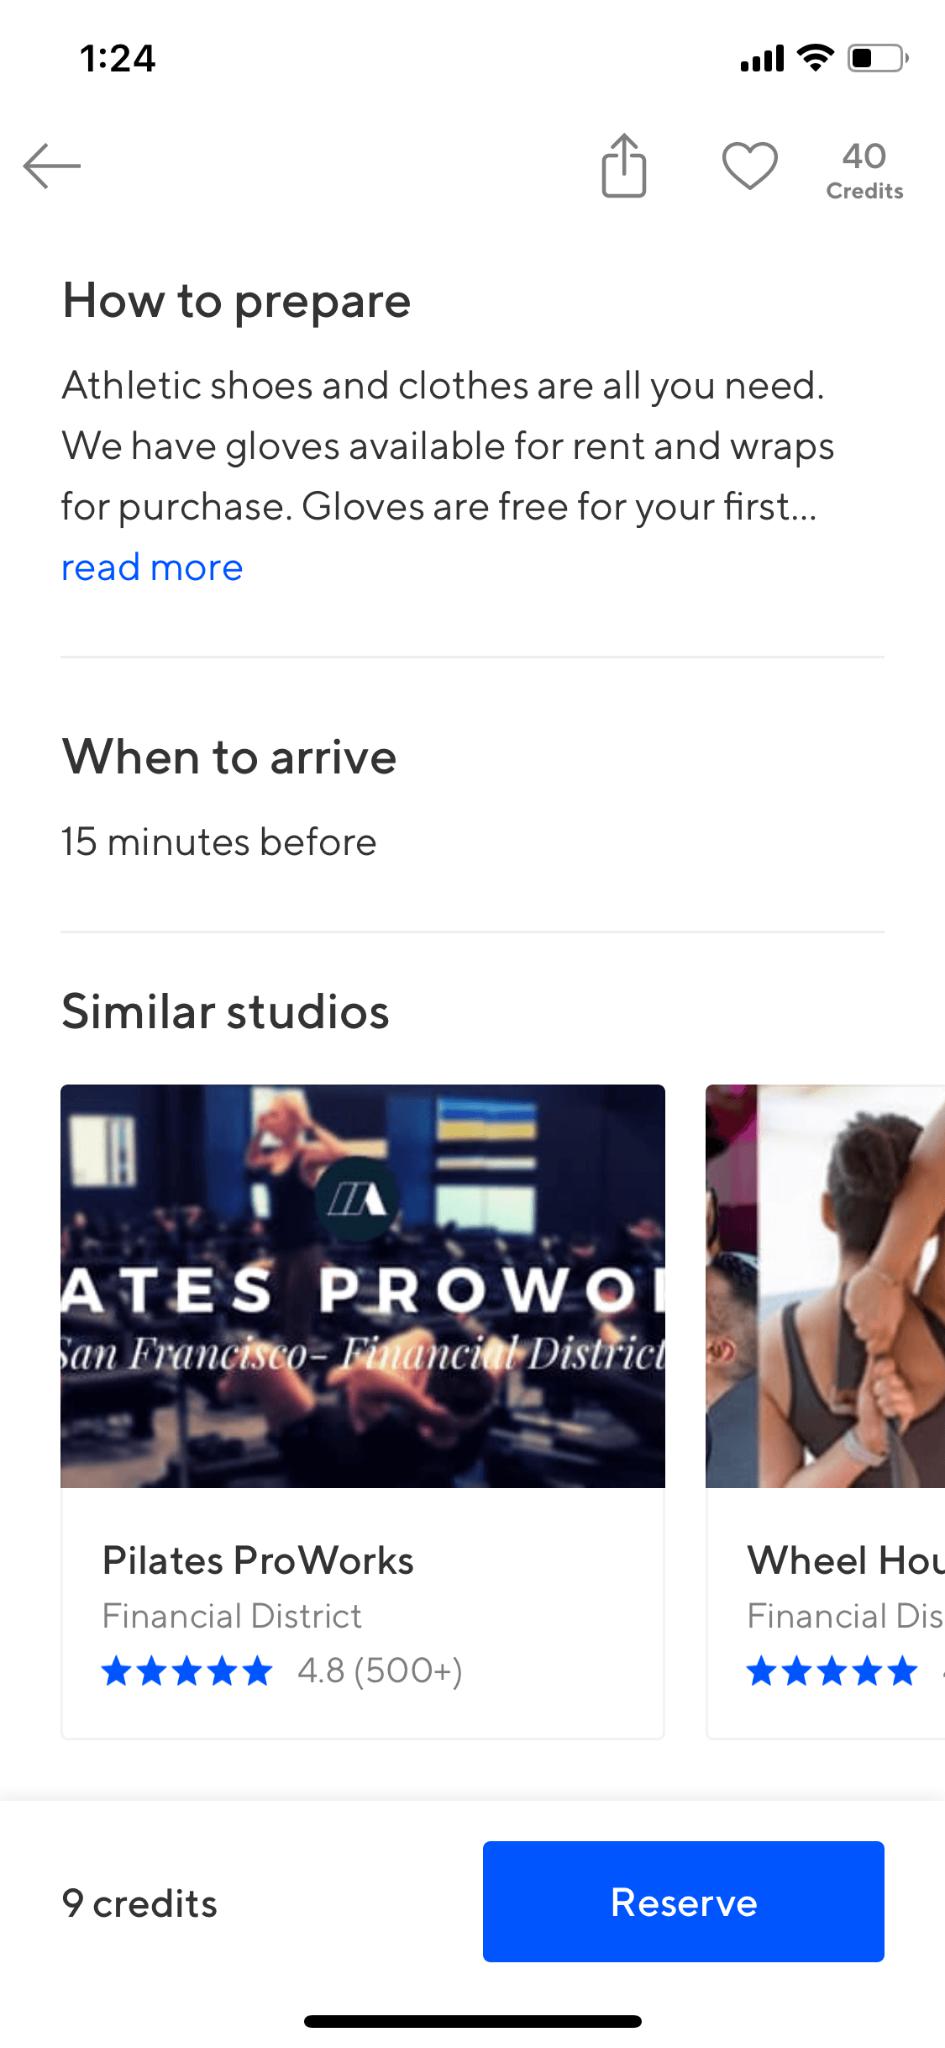 1:24
40
Credits
How to prepare
Athletic shoes and clothes are all you need.
We have gloves available for rent and wraps
for purchase. Gloves are free for your first...
read more
When to arrive
15 minutes before
Similar studios
ATES PROWO
San Francisco- Financial District
Pilates ProWorks
Financial District
4.8 (500+)
Wheel Hou
Financial Dis
9 credits
Reserve